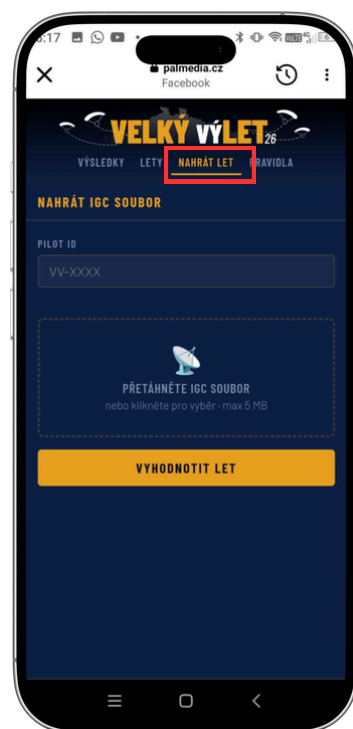 :17
palmedia.cz
Facebook
VELKÝ VÝLET 26
VÝSLEDKY LETY NAHRÁT LET PRAVIDLA
NAHRÁT IGC SOUBOR
PILOT ID
VV-XXXX
PŘETÁHNĚTE IGC SOUBOR
nebo klikněte pro výběr · max 5 MB
VYHODNOTIT LET